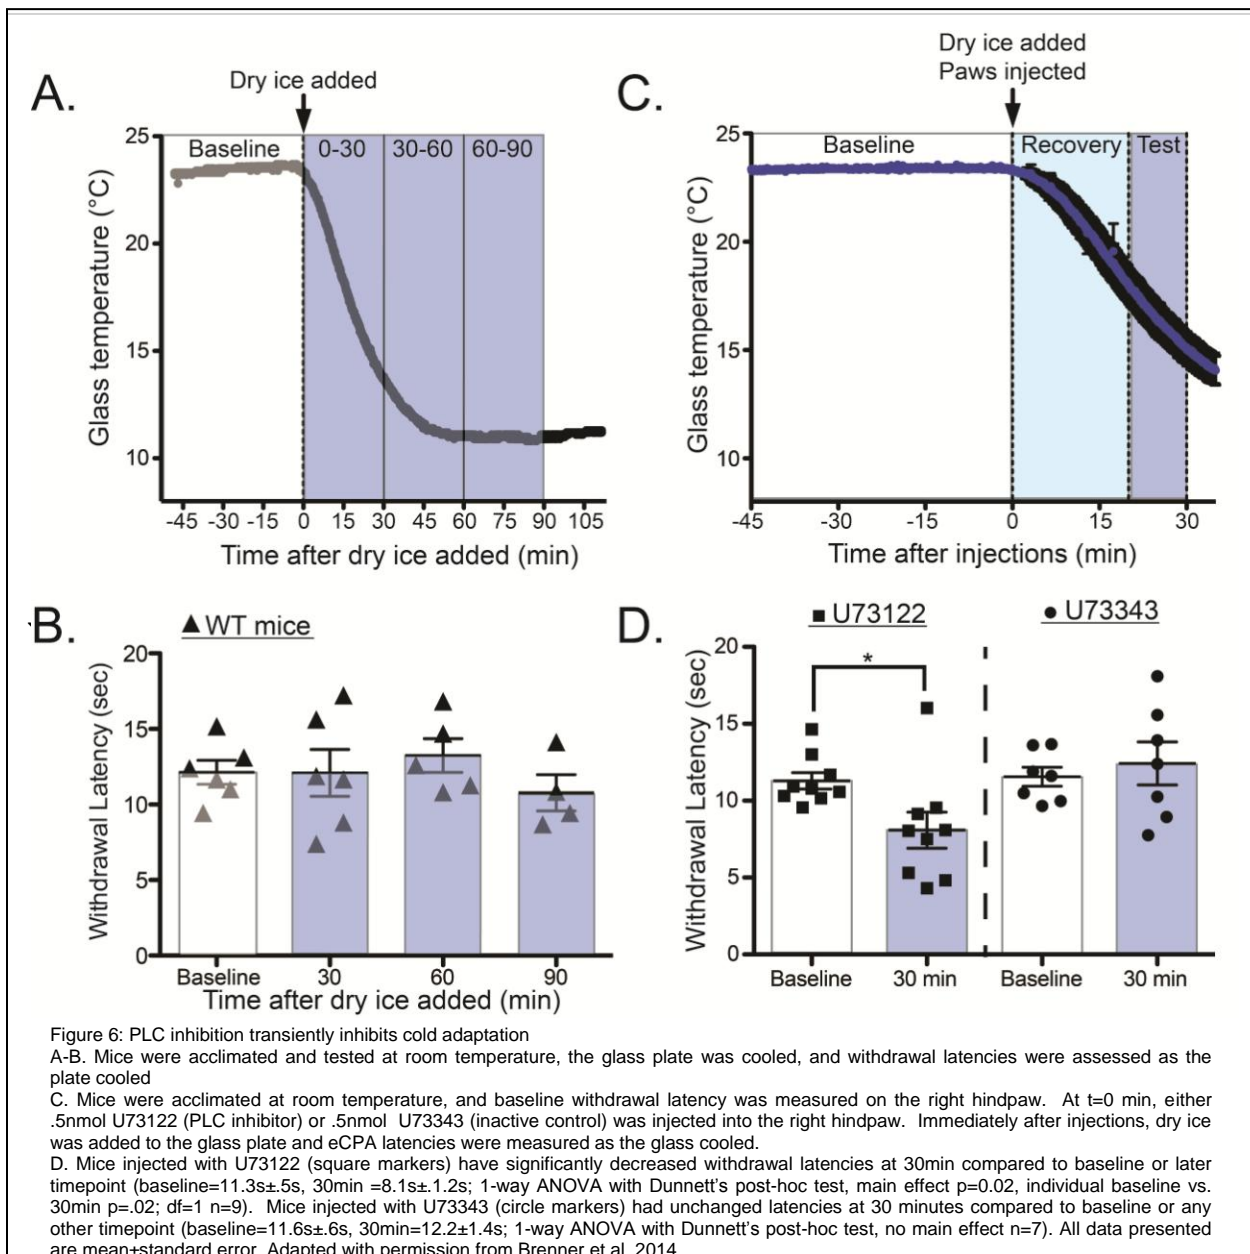 A.
Dry ice added
Baseline 0-30 30-60 60-90
25
20
15
10
Glass temperature (°C)
-45 -30 -15 0 15 30 45 60 75 90 105
Time after dry ice added (min)
C.
Dry ice added
Paws injected
Baseline Recovery Test
25
20
15
10
Glass temperature (°C)
-45 -30 -15 0 15 30
Time after injections (min)
B.
WT mice
20
15
10
5
0
Withdrawal Latency (sec)
Baseline 30 60 90
Time after dry ice added (min)
D.
U73122 U73343
*
20
15
10
5
0
Withdrawal Latency (sec)
Baseline 30 min Baseline 30 min
Figure 6: PLC inhibition transiently inhibits cold adaptation
A-B. Mice were acclimated and tested at room temperature, the glass plate was cooled, and withdrawal latencies were assessed as the
plate cooled
C. Mice were acclimated at room temperature, and baseline withdrawal latency was measured on the right hindpaw. At t=0 min, either
.5nmol U73122 (PLC inhibitor) or .5nmol U73343 (inactive control) was injected into the right hindpaw. Immediately after injections, dry ice
was added to the glass plate and eCPA latencies were measured as the glass cooled.
D. Mice injected with U73122 (square markers) have significantly decreased withdrawal latencies at 30min compared to baseline or later
timepoint (baseline=11.3s±.5s, 30min =8.1s±.1.2s; 1-way ANOVA with Dunnett's post-hoc test, main effect p=0.02, individual baseline vs.
30min p=.02; df=1 n=9). Mice injected with U73343 (circle markers) had unchanged latencies at 30 minutes compared to baseline or any
other timepoint (baseline=11.6s±.6s, 30min=12.2±1.4s; 1-way ANOVA with Dunnett's post-hoc test, no main effect n=7). All data presented
are mean±standard error. Adapted with permission from Brenner et al. 2014